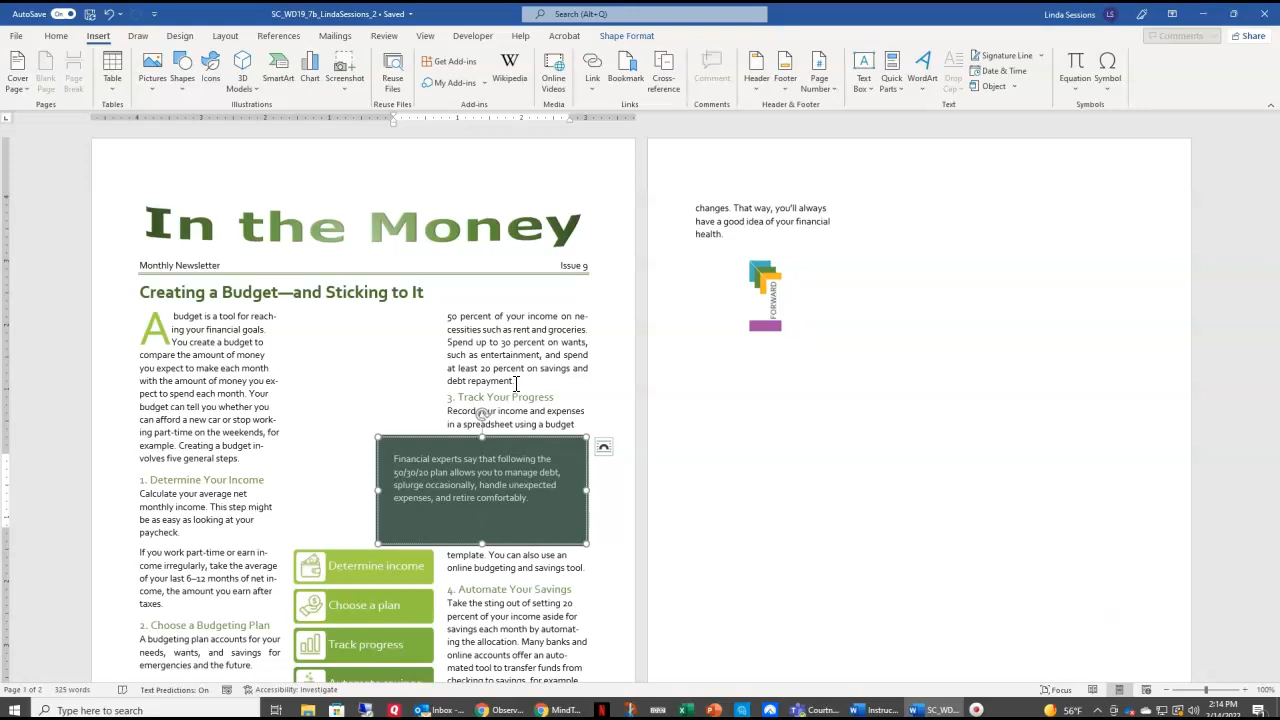 AutoSave On SC_WD19_7b_LindaSessions_2 • Saved Search (Alt+Q) Linda Sessions LS
File Home Insert Draw Design Layout References Mailings Review View Developer Help Acrobat Shape Format Comments Share
Cover Page Blank Page Page Break Table Pictures Shapes Icons 3D Models SmartArt Chart Screenshot Reuse Files Get Add-ins My Add-ins Wikipedia Online Videos Link Bookmark Cross-reference Comment Header Footer Page Number Text Box Quick Parts WordArt Drop Cap Signature Line Date & Time Object Equation Symbol
Pages Tables Illustrations Reuse Files Add-ins Media Links Comments Header & Footer Text Symbols
In the Money
Monthly Newsletter Issue 9
Creating a Budget—and Sticking to It
A budget is a tool for reach-
ing your financial goals.
You create a budget to
compare the amount of money
you expect to make each month
with the amount of money you ex-
pect to spend each month. Your
budget can tell you whether you
can afford a new car or stop work-
ing part-time on the weekends, for
example. Creating a budget in-
volves five general steps.
1. Determine Your Income
Calculate your average net
monthly income. This step might
be as easy as looking at your
paycheck.
If you work part-time or earn in-
come irregularly, take the average
of your last 6–12 months of net in-
come, the amount you earn after
taxes.
2. Choose a Budgeting Plan
A budgeting plan accounts for your
needs, wants, and savings for
emergencies and the future.
Determine income
Choose a plan
Track progress
Automate savings
50 percent of your income on ne-
cessities such as rent and groceries.
Spend up to 30 percent on wants,
such as entertainment, and spend
at least 20 percent on savings and
debt repayment.
3. Track Your Progress
Record your income and expenses
in a spreadsheet using a budget
Financial experts say that following the
50/30/20 plan allows you to manage debt,
splurge occasionally, handle unexpected
expenses, and retire comfortably.
template. You can also use an
online budgeting and savings tool.
4. Automate Your Savings
Take the sting out of setting 20
percent of your income aside for
savings each month by automat-
ing the allocation. Many banks and
online accounts offer an auto-
mated tool to transfer funds from
checking to savings, for example
changes. That way, you'll always
have a good idea of your financial
health.
FORWARD
Page 1 of 2 325 words Text Predictions: On Accessibility: Investigate Focus 100%
Type here to search Inbox - ... Observ... MindT... Courtn... Instruc... SC_WD... 56°F 2:14 PM